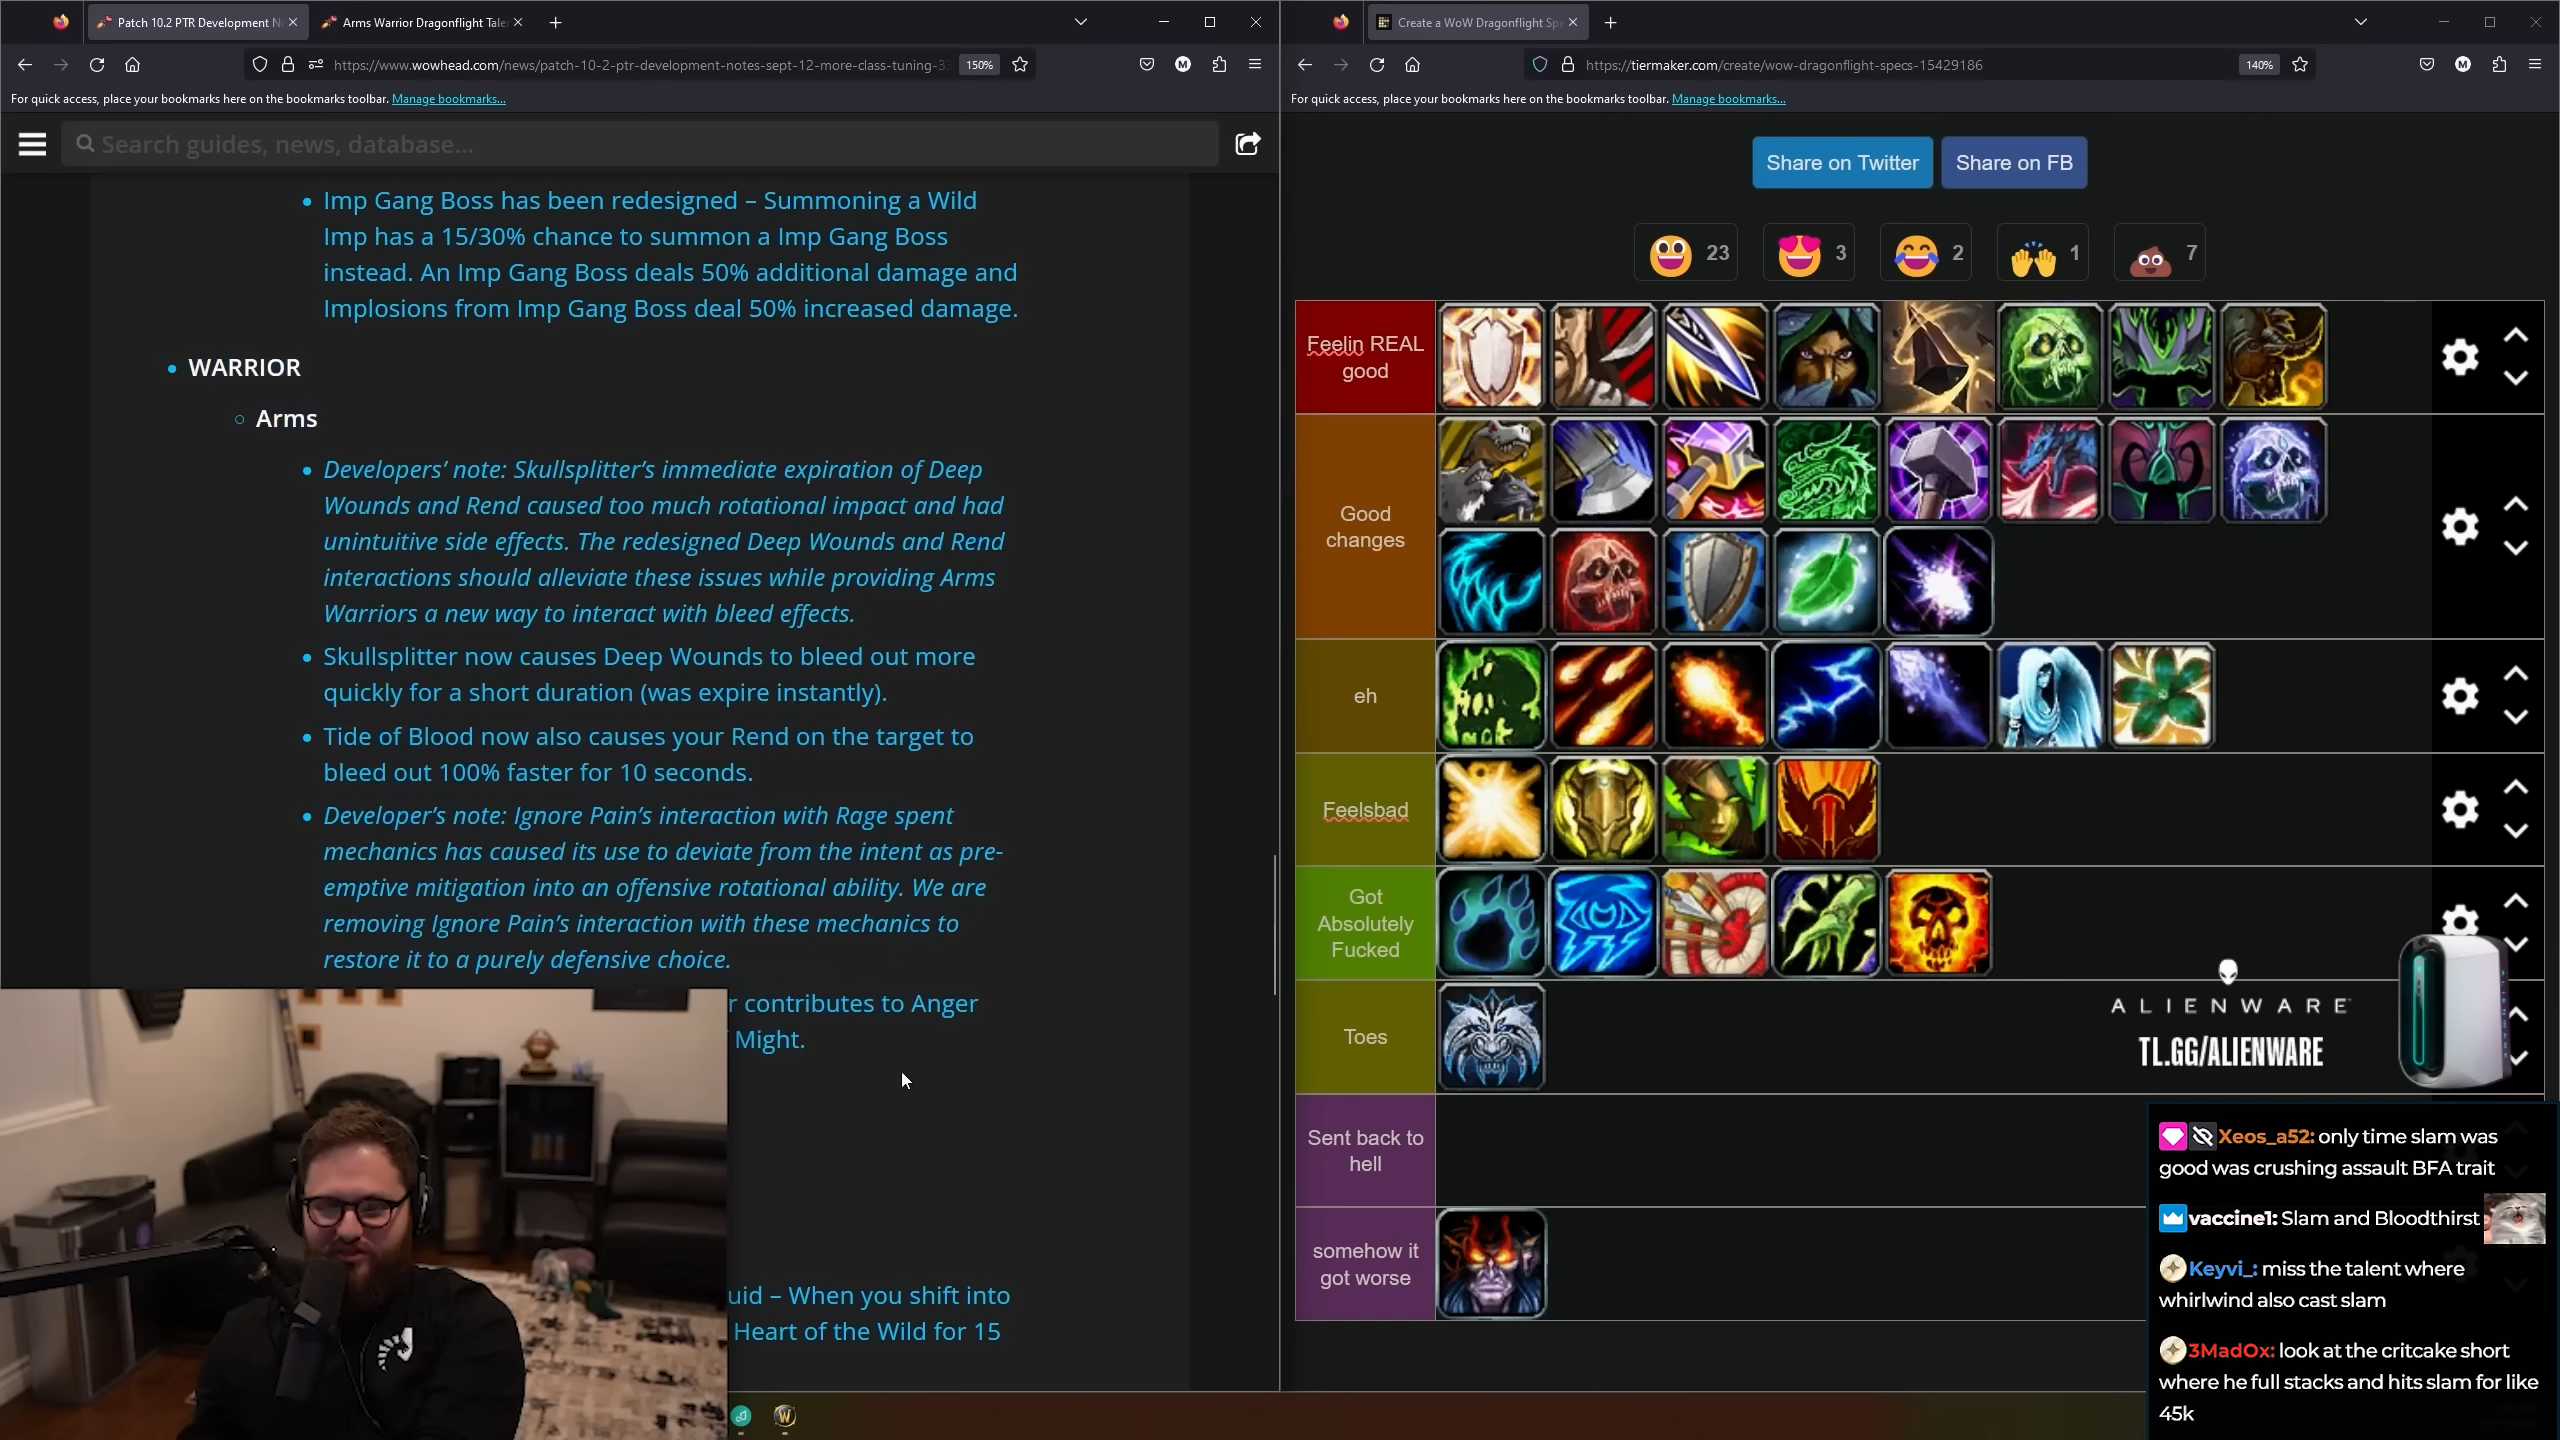 Patch 10.2 PTR Development N
Arms Warrior Dragonflight Tale
https://www.wowhead.com/news/patch-10-2-ptr-development-notes-sept-12-more-class-tuning-33
150%
For quick access, place your bookmarks here on the bookmarks toolbar. Manage bookmarks...
Search guides, news, database...
Imp Gang Boss has been redesigned – Summoning a Wild
Imp has a 15/30% chance to summon a Imp Gang Boss
instead. An Imp Gang Boss deals 50% additional damage and
Implosions from Imp Gang Boss deal 50% increased damage.
WARRIOR
Arms
Developers’ note: Skullsplitter’s immediate expiration of Deep
Wounds and Rend caused too much rotational impact and had
unintuitive side effects. The redesigned Deep Wounds and Rend
interactions should alleviate these issues while providing Arms
Warriors a new way to interact with bleed effects.
Skullsplitter now causes Deep Wounds to bleed out more
quickly for a short duration (was expire instantly).
Tide of Blood now also causes your Rend on the target to
bleed out 100% faster for 10 seconds.
Developer’s note: Ignore Pain’s interaction with Rage spent
mechanics has caused its use to deviate from the intent as pre-
emptive mitigation into an offensive rotational ability. We are
removing Ignore Pain’s interaction with these mechanics to
restore it to a purely defensive choice.
r contributes to Anger
Might.
uid – When you shift into
Heart of the Wild for 15
Create a WoW Dragonflight Spe
https://tiermaker.com/create/wow-dragonflight-specs-15429186
140%
For quick access, place your bookmarks here on the bookmarks toolbar. Manage bookmarks...
Share on Twitter
Share on FB
23
3
2
1
7
Feelin REAL
good
Good
changes
eh
Feelsbad
Got
Absolutely
Fucked
Toes
Sent back to
hell
somehow it
got worse
ALIENWARE
TL.GG/ALIENWARE
Xeos_a52: only time slam was
good was crushing assault BFA trait
vaccine1: Slam and Bloodthirst
Keyvi_: miss the talent where
whirlwind also cast slam
3MadOx: look at the critcake short
where he full stacks and hits slam for like
45k